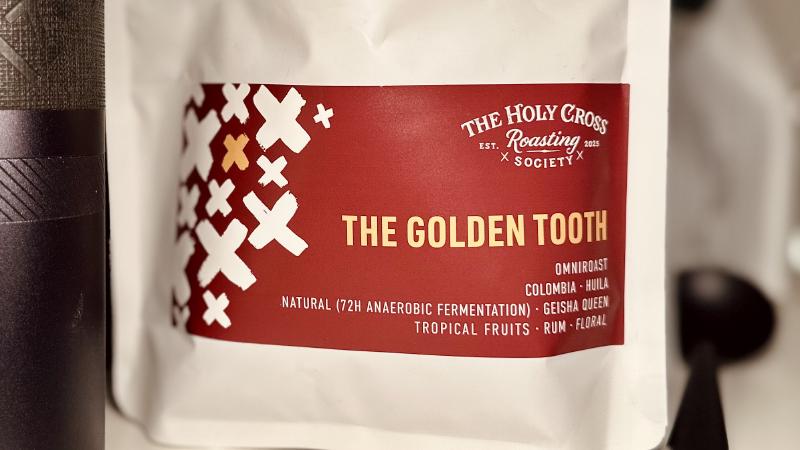 THE HOLY CROSS
EST. Roasting 2025
SOCIETY
THE GOLDEN TOOTH
OMNIROAST
COLOMBIA · HUILA
NATURAL (72H ANAEROBIC FERMENTATION) · GEISHA QUEEN
TROPICAL FRUITS · RUM · FLORAL